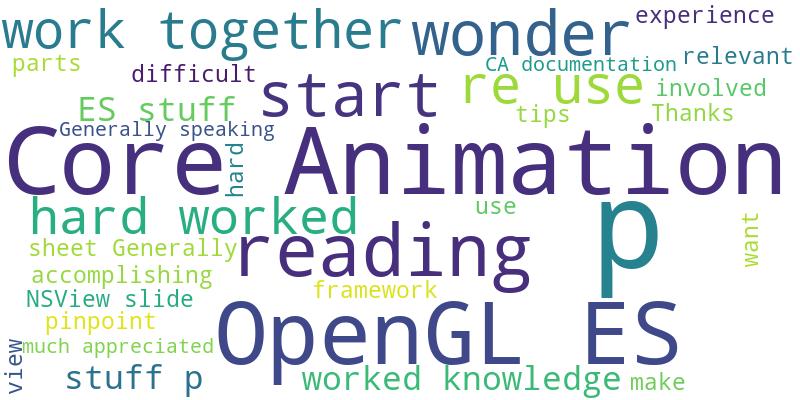 work together
wonder
experience
parts
difficult
CA documentation
relevant
ES stuff
start
re use
involved
tips
Thanks
Generally speaking
Core Animation
hard
hard worked
use
p
want
sheet Generally
reading
accomplishing
NSView slide
framework
pinpoint
OpenGL ES
much appreciated
view
stuff p
worked knowledge
make